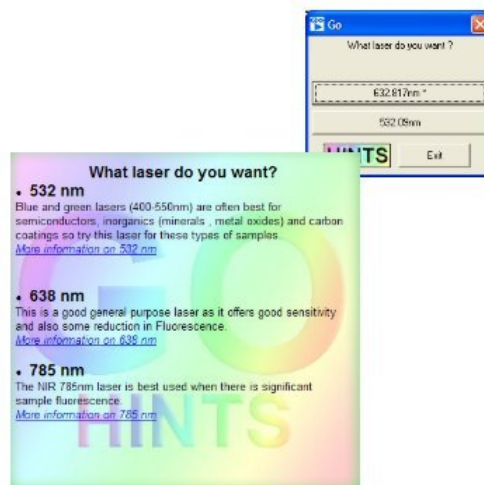 Go
What laser do you want ?
632.817nm *
532.09nm
HINTS
Exit
What laser do you want?
• 532 nm
Blue and green lasers (400-550nm) are often best for
semiconductors, inorganics (minerals , metal oxides) and carbon
coatings so try this laser for these types of samples.
More information on 532 nm
• 638 nm
This is a good general purpose laser as it offers good sensitivity
and also some reduction in Fluorescence.
More information on 638 nm
• 785 nm
The NIR 785nm laser is best used when there is significant
sample fluorescence.
More information on 785 nm
GO
HINTS